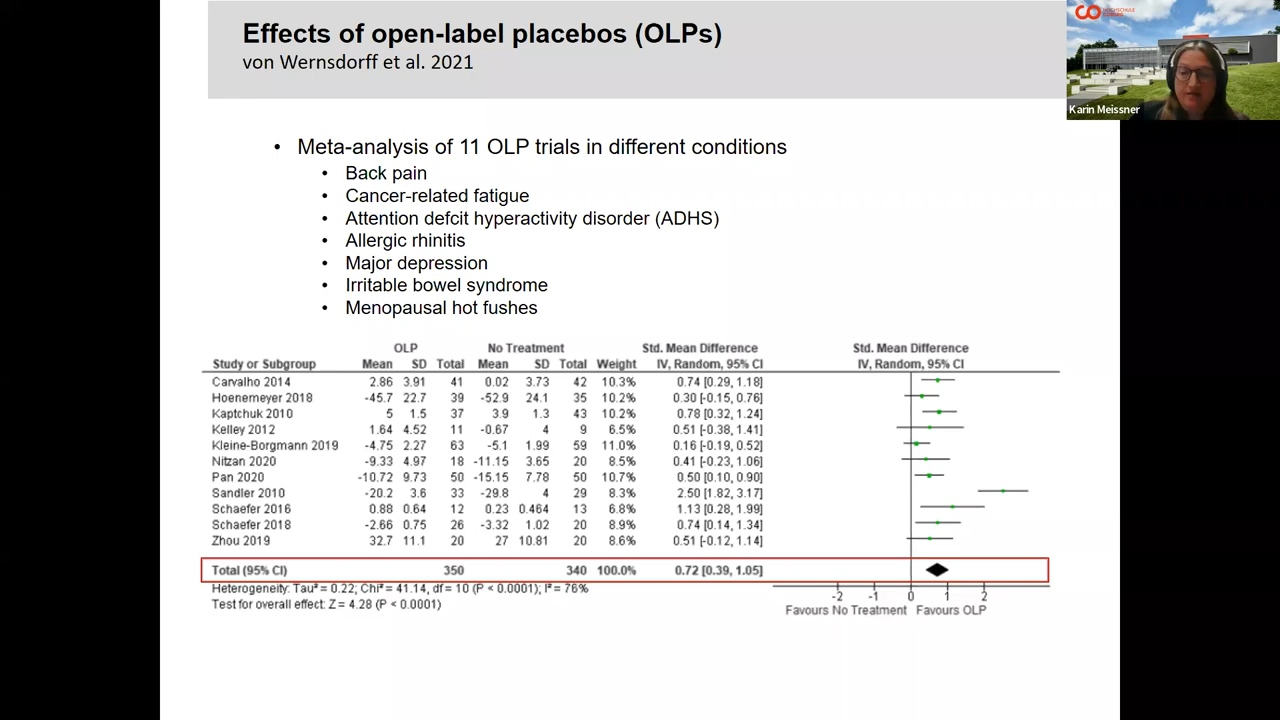 Effects of open-label placebos (OLPs)
von Wernsdorff et al. 2021
HOCHSCHULE
Karin Meissner
• Meta-analysis of 11 OLP trials in different conditions
• Back pain
• Cancer-related fatigue
• Attention defcit hyperactivity disorder (ADHS)
• Allergic rhinitis
• Major depression
• Irritable bowel syndrome
• Menopausal hot fushes
OLP No Treatment Std. Mean Difference Std. Mean Difference
Study or Subgroup Mean SD Total Mean SD Total Weight IV, Random, 95% CI IV, Random, 95% CI
Carvalho 2014 2.86 3.91 41 0.02 3.73 42 10.3% 0.74 [0.29, 1.18]
Hoenemeyer 2018 -45.7 22.7 39 -52.9 24.1 35 10.2% 0.30 [-0.15, 0.76]
Kaptchuk 2010 5 1.5 37 3.9 1.3 43 10.2% 0.78 [0.32, 1.24]
Kelley 2012 1.64 4.52 11 -0.67 4 9 6.5% 0.51 [-0.38, 1.41]
Kleine-Borgmann 2019 -4.75 2.27 63 -5.1 1.99 59 11.0% 0.16 [-0.19, 0.52]
Nitzan 2020 -9.33 4.97 18 -11.15 3.65 20 8.5% 0.41 [-0.23, 1.06]
Pan 2020 -10.72 9.73 50 -15.15 7.78 50 10.7% 0.50 [0.10, 0.90]
Sandler 2010 -20.2 3.6 33 -29.8 4 29 8.3% 2.50 [1.82, 3.17]
Schaefer 2016 0.88 0.64 12 0.23 0.464 13 6.8% 1.13 [0.28, 1.99]
Schaefer 2018 -2.66 0.75 26 -3.32 1.02 20 8.9% 0.74 [0.14, 1.34]
Zhou 2019 32.7 11.1 20 27 10.81 20 8.6% 0.51 [-0.12, 1.14]
Total (95% CI) 350 340 100.0% 0.72 [0.39, 1.05]
Heterogeneity: Tau² = 0.22; Chi² = 41.14, df = 10 (P < 0.0001); I² = 76%
Test for overall effect: Z = 4.28 (P < 0.0001)
-2 -1 0 1 2
Favours No Treatment Favours OLP